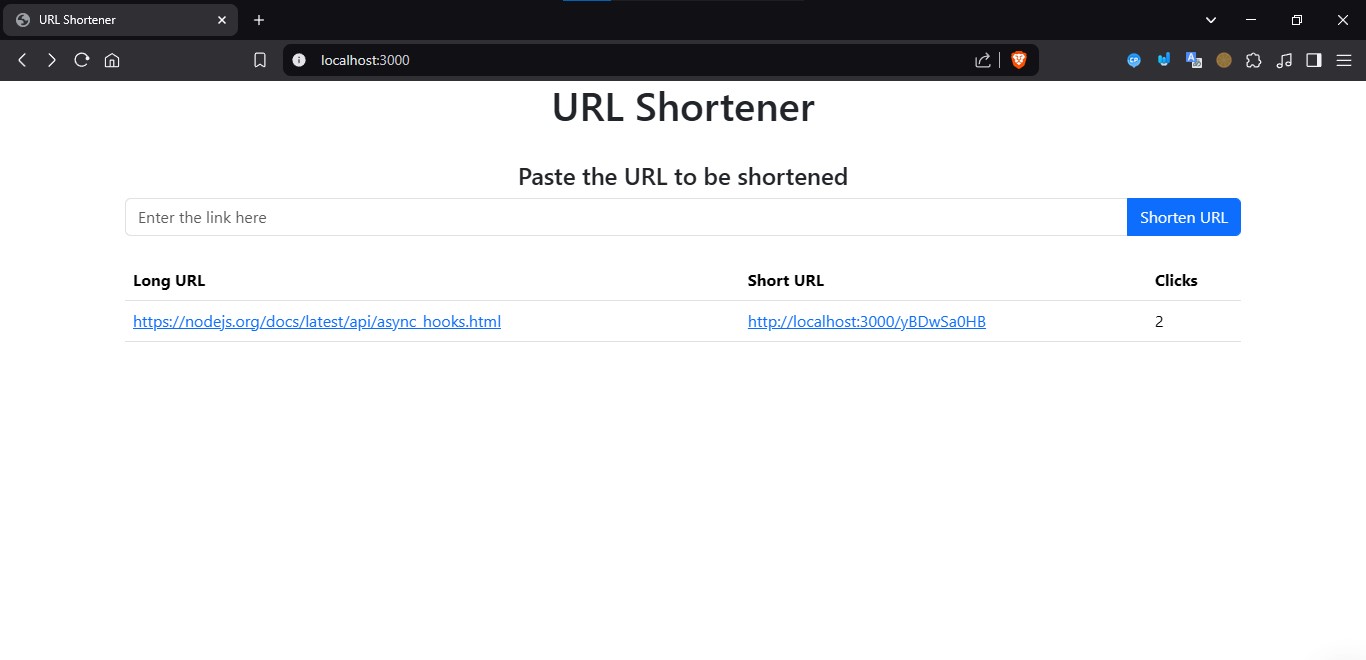 URL Shortener
localhost:3000
URL Shortener
Paste the URL to be shortened
Enter the link here
Shorten URL
Long URL Short URL Clicks
https://nodejs.org/docs/latest/api/async_hooks.html http://localhost:3000/yBDwSa0HB 2